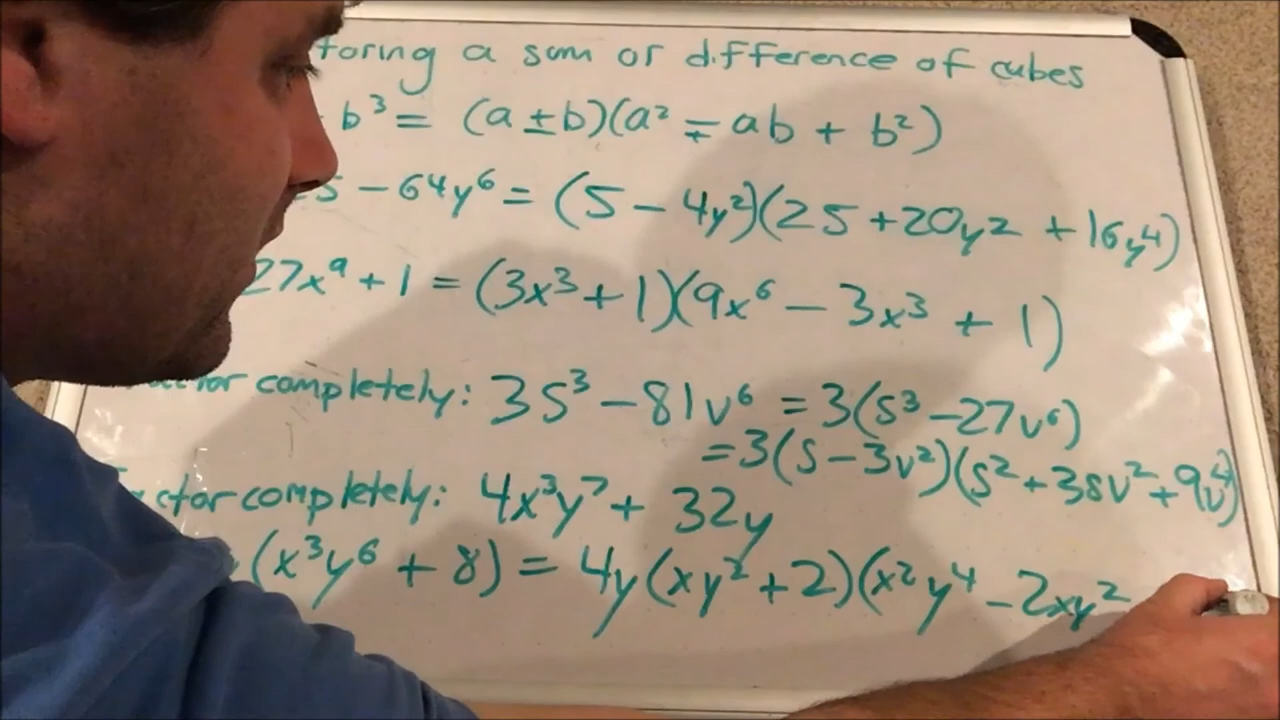 toring a sum or difference of cubes
b³ = (a ± b)(a² ∓ ab + b²)
5 − 64y⁶ = (5 − 4y²)(25 + 20y² + 16y⁴)
27x⁹ + 1 = (3x³ + 1)(9x⁶ − 3x³ + 1)
ctor completely: 3s³ − 81v⁶ = 3(s³ − 27v⁶)
= 3(s − 3v²)(s² + 3sv² + 9v⁴)
ctor completely: 4x³y⁷ + 32y
(x³y⁶ + 8) = 4y(xy² + 2)(x²y⁴ − 2xy²